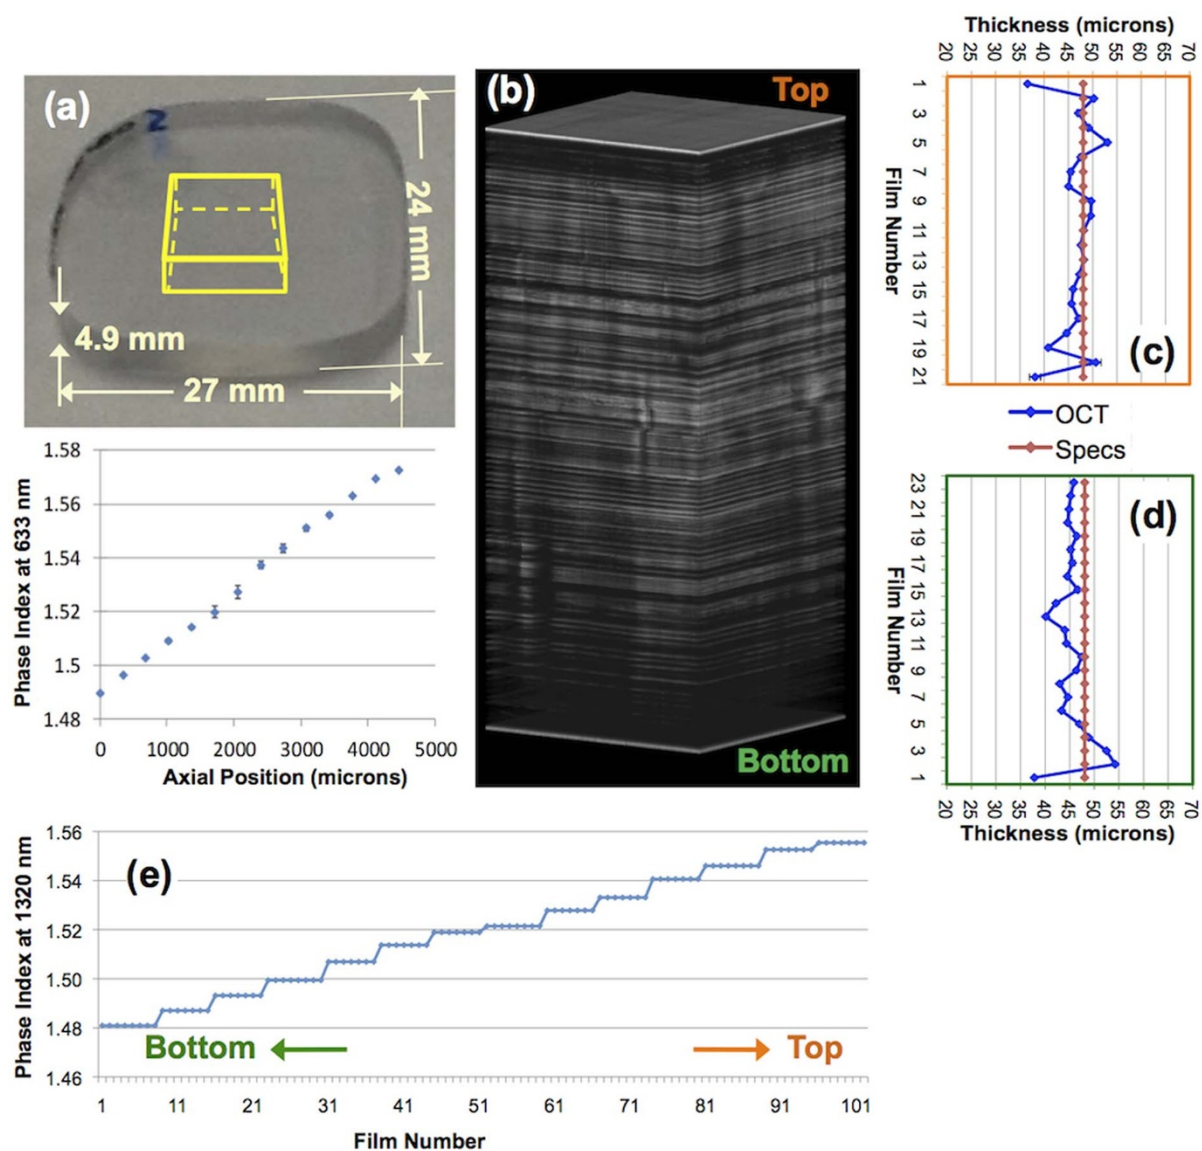 (a)
2
24 mm
4.9 mm
27 mm
1.58
1.56
1.54
1.52
1.5
1.48
Phase Index at 633 nm
0 1000 2000 3000 4000 5000
Axial Position (microns)
(b)
Top
Bottom
Thickness (microns)
20 25 30 35 40 45 50 55 60 65 70
Film Number
1
3
5
7
9
11
13
15
17
19
21
(c)
OCT
Specs
(d)
Film Number
23
21
19
17
15
13
11
9
7
5
3
1
20 25 30 35 40 45 50 55 60 65 70
Thickness (microns)
(e)
Phase Index at 1320 nm
1.56
1.54
1.52
1.50
1.48
1.46
Bottom
Top
1 11 21 31 41 51 61 71 81 91 101
Film Number